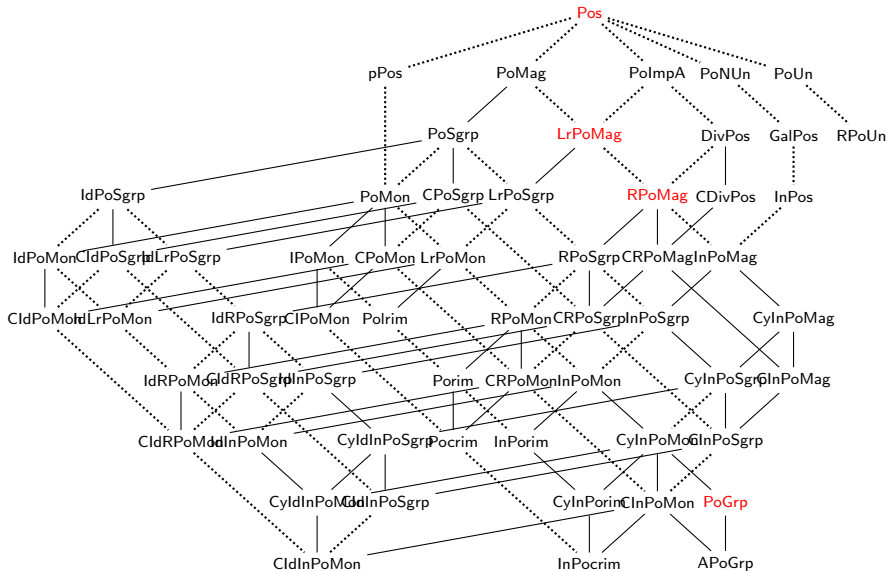 Pos
pPos PoMag PoImpA PoNUn PoUn
PoSgrp LrPoMag DivPos GalPos RPoUn
IdPoSgrp PoMon CPoSgrp LrPoSgrp RPoMag CDivPos InPos
IdPoMon CIdPoSgrp IdLrPoSgrp IPoMon CPoMon LrPoMon RPoSgrp CRPoMag InPoMag
CIdPoMon IdLrPoMon IdRPoSgrp CIPoMon Polrim RPoMon CRPoSgrp InPoSgrp CyInPoMag
IdRPoMon CIdRPoSgrp IdInPoSgrp Porim CRPoMon InPoMon CyInPoSgrp CInPoMag
CIdRPoMon IdInPoMon CyIdInPoSgrp Pocrim InPorim CyInPoMon CInPoSgrp
CyIdInPoMon CIdInPoSgrp CyInPorim CInPoMon PoGrp
CIdInPoMon InPocrim APoGrp